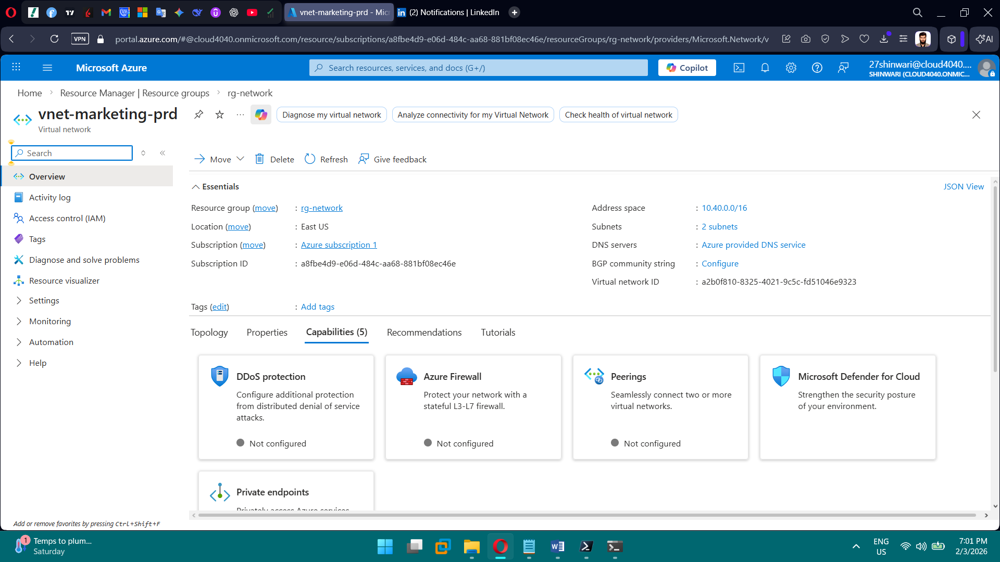 vnet-marketing-prd - Micr
(2) Notifications | LinkedIn
VPN
portal.azure.com/#@cloud4040.onmicrosoft.com/resource/subscriptions/a8fbe4d9-e06d-484c-aa68-881bf08ec46e/resourceGroups/rg-network/providers/Microsoft.Network/v
AI
Microsoft Azure
Search resources, services, and docs (G+/)
Copilot
27shinwari@cloud4040....
SHINWARI (CLOUD4040.ONMIC...
Home
Resource Manager | Resource groups
rg-network
vnet-marketing-prd
Virtual network
Diagnose my virtual network
Analyze connectivity for my Virtual Network
Check health of virtual network
Search
Move
Delete
Refresh
Give feedback
Overview
Activity log
Access control (IAM)
Tags
Diagnose and solve problems
Resource visualizer
Settings
Monitoring
Automation
Help
Essentials
JSON View
Resource group (move) : rg-network
Location (move) : East US
Subscription (move) : Azure subscription 1
Subscription ID : a8fbe4d9-e06d-484c-aa68-881bf08ec46e
Address space : 10.40.0.0/16
Subnets : 2 subnets
DNS servers : Azure provided DNS service
BGP community string : Configure
Virtual network ID : a2b0f810-8325-4021-9c5c-fd51046e9323
Tags (edit) : Add tags
Topology
Properties
Capabilities (5)
Recommendations
Tutorials
DDoS protection
Configure additional protection
from distributed denial of service
attacks.
Not configured
Azure Firewall
Protect your network with a
stateful L3-L7 firewall.
Not configured
Peerings
Seamlessly connect two or more
virtual networks.
Not configured
Microsoft Defender for Cloud
Strengthen the security posture
of your environment.
Private endpoints
Privately access Azure services
Add or remove favorites by pressing Ctrl+Shift+F
1
Temps to plum...
Saturday
ENG
US
7:01 PM
2/3/2026